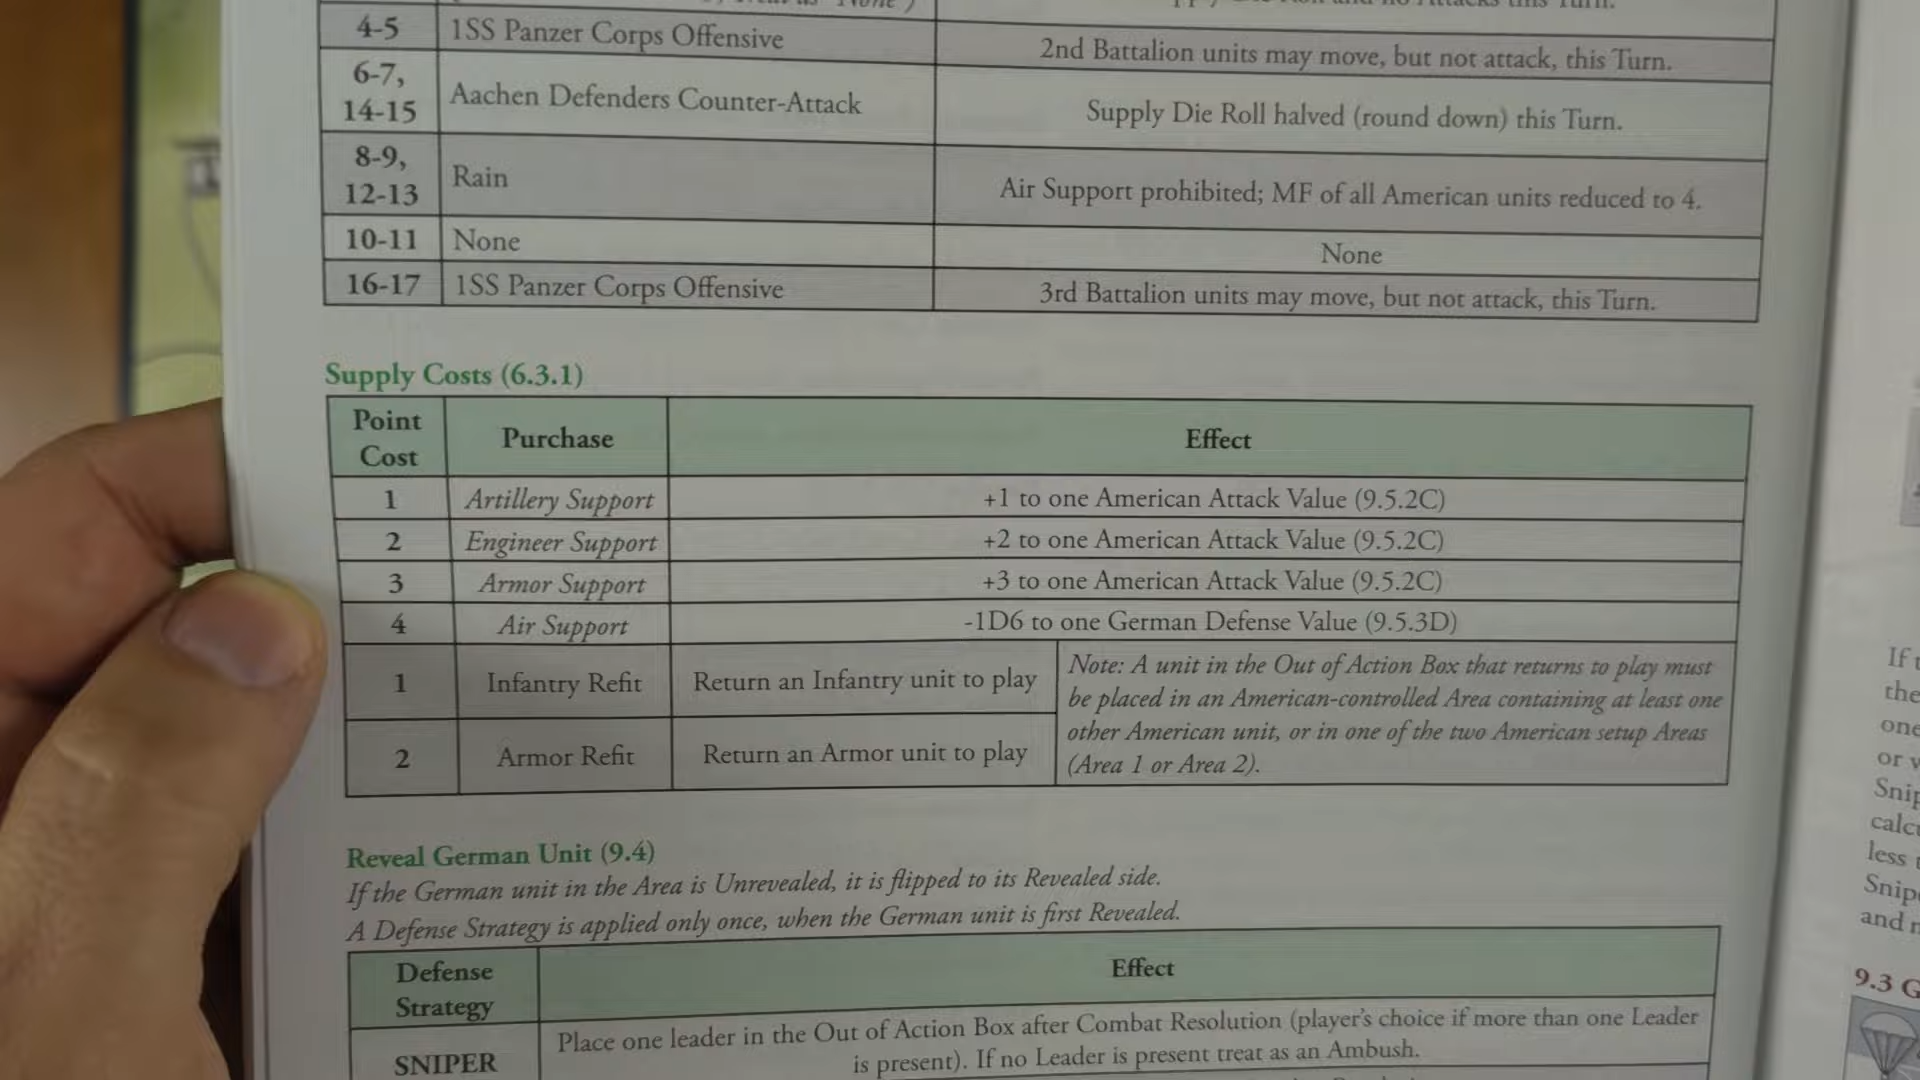 4-5 1SS Panzer Corps Offensive 2nd Battalion units may move, but not attack, this Turn.
6-7,
14-15 Aachen Defenders Counter-Attack Supply Die Roll halved (round down) this Turn.
8-9,
12-13 Rain Air Support prohibited; MF of all American units reduced to 4.
10-11 None None
16-17 1SS Panzer Corps Offensive 3rd Battalion units may move, but not attack, this Turn.
Supply Costs (6.3.1)
Point
Cost Purchase Effect
1 Artillery Support +1 to one American Attack Value (9.5.2C)
2 Engineer Support +2 to one American Attack Value (9.5.2C)
3 Armor Support +3 to one American Attack Value (9.5.2C)
4 Air Support -1D6 to one German Defense Value (9.5.3D)
1 Infantry Refit Return an Infantry unit to play
2 Armor Refit Return an Armor unit to play
Note: A unit in the Out of Action Box that returns to play must
be placed in an American-controlled Area containing at least one
other American unit, or in one of the two American setup Areas
(Area 1 or Area 2).
Reveal German Unit (9.4)
If the German unit in the Area is Unrevealed, it is flipped to its Revealed side.
A Defense Strategy is applied only once, when the German unit is first Revealed.
Defense
Strategy Effect
SNIPER Place one leader in the Out of Action Box after Combat Resolution (player's choice if more than one Leader
is present). If no Leader is present treat as an Ambush.
If
the
one
or
less
and
9.3